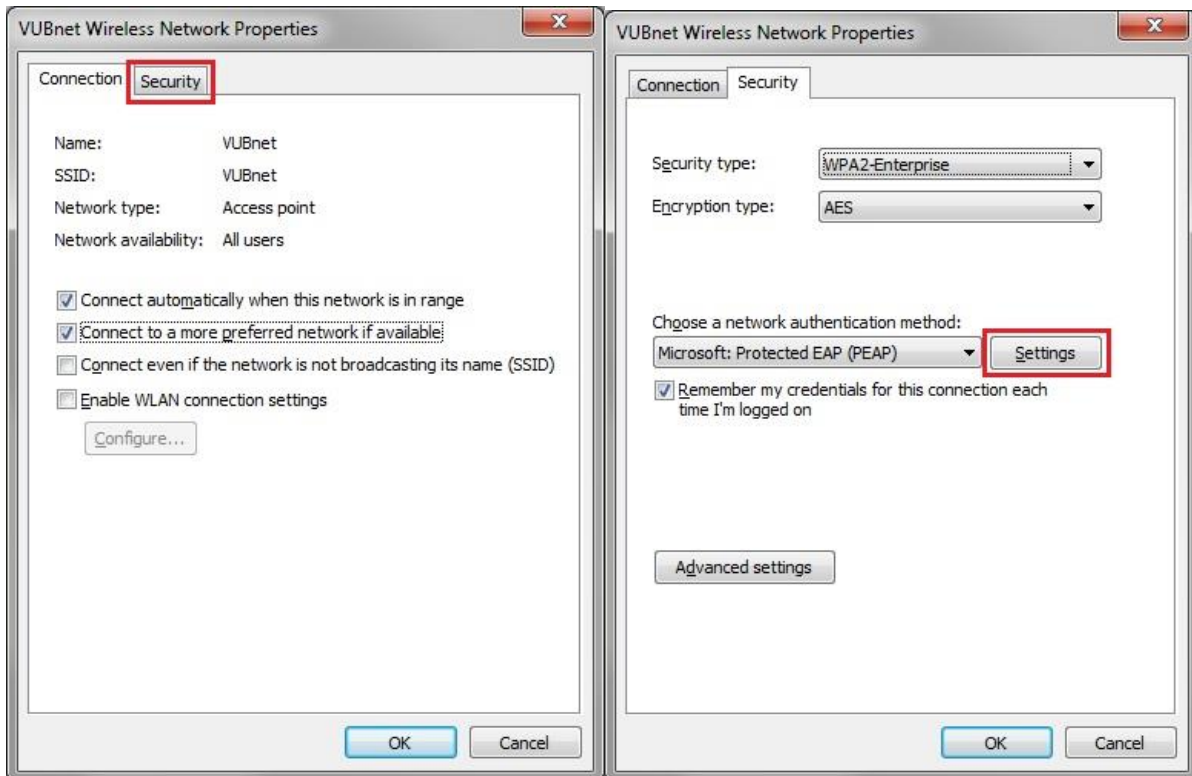 VUBnet Wireless Network Properties
Connection
Security
Name: VUBnet
SSID: VUBnet
Network type: Access point
Network availability: All users
Connect automatically when this network is in range
Connect to a more preferred network if available
Connect even if the network is not broadcasting its name (SSID)
Enable WLAN connection settings
Configure...
OK
Cancel
VUBnet Wireless Network Properties
Connection
Security
Security type: WPA2-Enterprise
Encryption type: AES
Choose a network authentication method:
Microsoft: Protected EAP (PEAP)
Settings
Remember my credentials for this connection each
time I'm logged on
Advanced settings
OK
Cancel